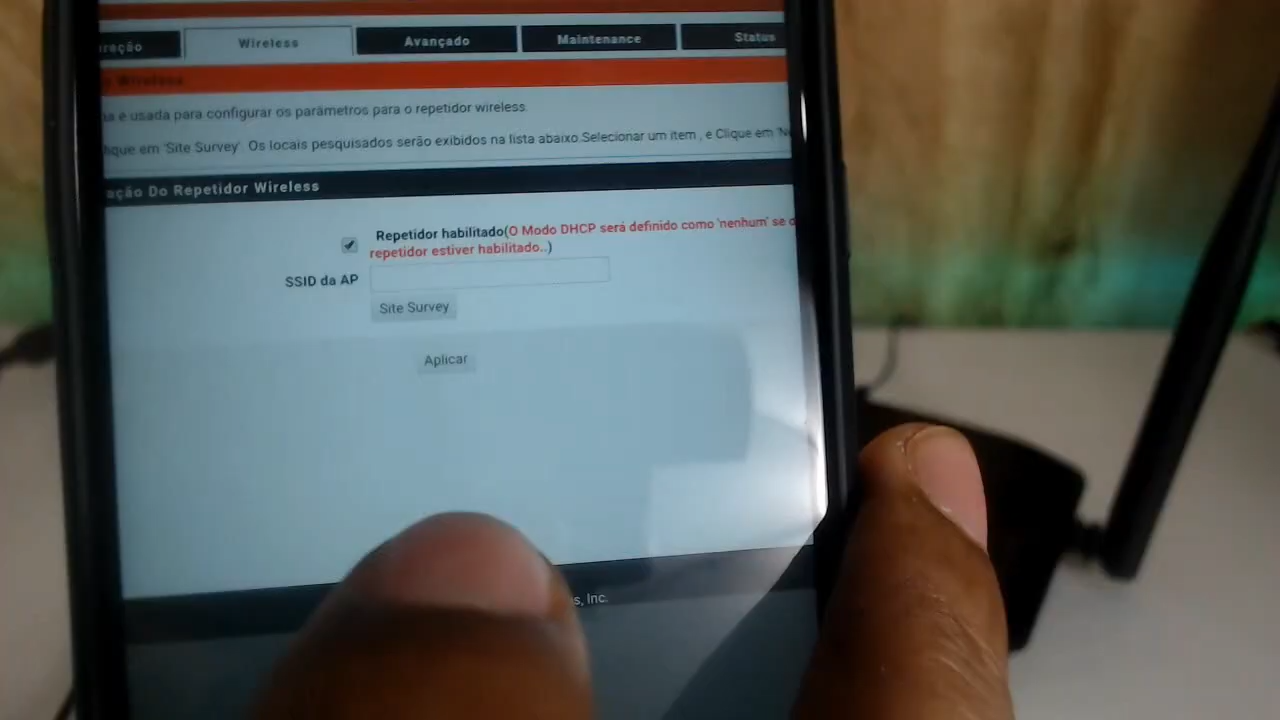 ração Wireless Avançado Maintenance Status
Wireless
na é usada para configurar os parâmetros para o repetidor wireless.
lique em 'Site Survey'. Os locais pesquisados serão exibidos na lista abaixo.Selecionar um item , e Clique em 'Ne
ação Do Repetidor Wireless
Repetidor habilitado(O Modo DHCP será definido como 'nenhum' se o
repetidor estiver habilitado..)
SSID da AP
Site Survey
Aplicar
s, Inc.